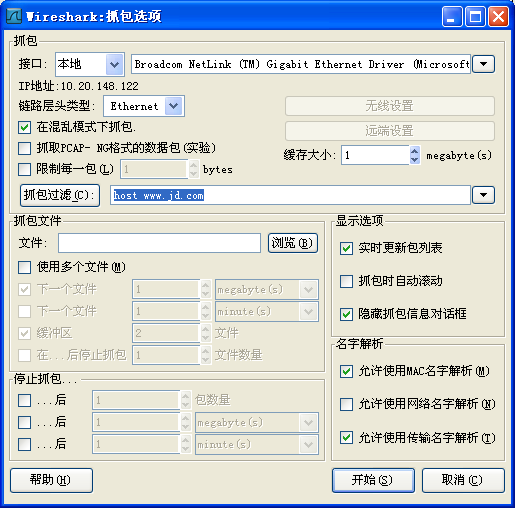 Wireshark:抓包选项
抓包
接口: 本地 Broadcom NetLink (TM) Gigabit Ethernet Driver (Microsoft
IP地址:10.20.148.122
链路层头类型: Ethernet 无线设置
在混乱模式下抓包. 远端设置
抓取PCAP- NG格式的数据包(实验) 缓存大小: 1 megabyte(s)
限制每一包(L) 1 bytes
抓包过滤(C): host www.jd.com
抓包文件
文件: 浏览(B)
使用多个文件(M)
下一个文件 1 megabyte(s)
下一个文件 1 minute(s)
缓冲区 2 文件
在...后停止抓包 1 文件数量
停止抓包...
...后 1 包数量
...后 1 megabyte(s)
...后 1 minute(s)
显示选项
实时更新包列表
抓包时自动滚动
隐藏抓包信息对话框
名字解析
允许使用MAC名字解析(M)
允许使用网络名字解析(N)
允许使用传输名字解析(T)
帮助(H) 开始(S) 取消(C)